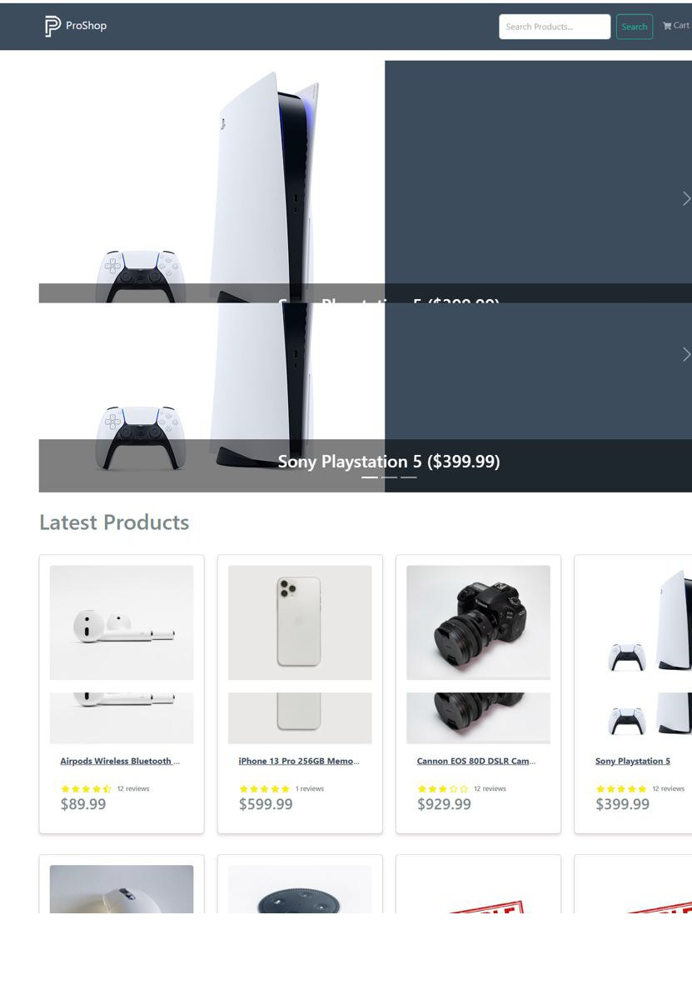 ProShop
Search Products...
Search
Cart
Sony Playstation 5 ($399.99)
Sony Playstation 5 ($399.99)
Latest Products
Airpods Wireless Bluetooth ...
iPhone 13 Pro 256GB Memo...
Cannon EOS 80D DSLR Cam...
Sony Playstation 5
12 reviews
1 reviews
12 reviews
12 reviews
$89.99
$599.99
$929.99
$399.99